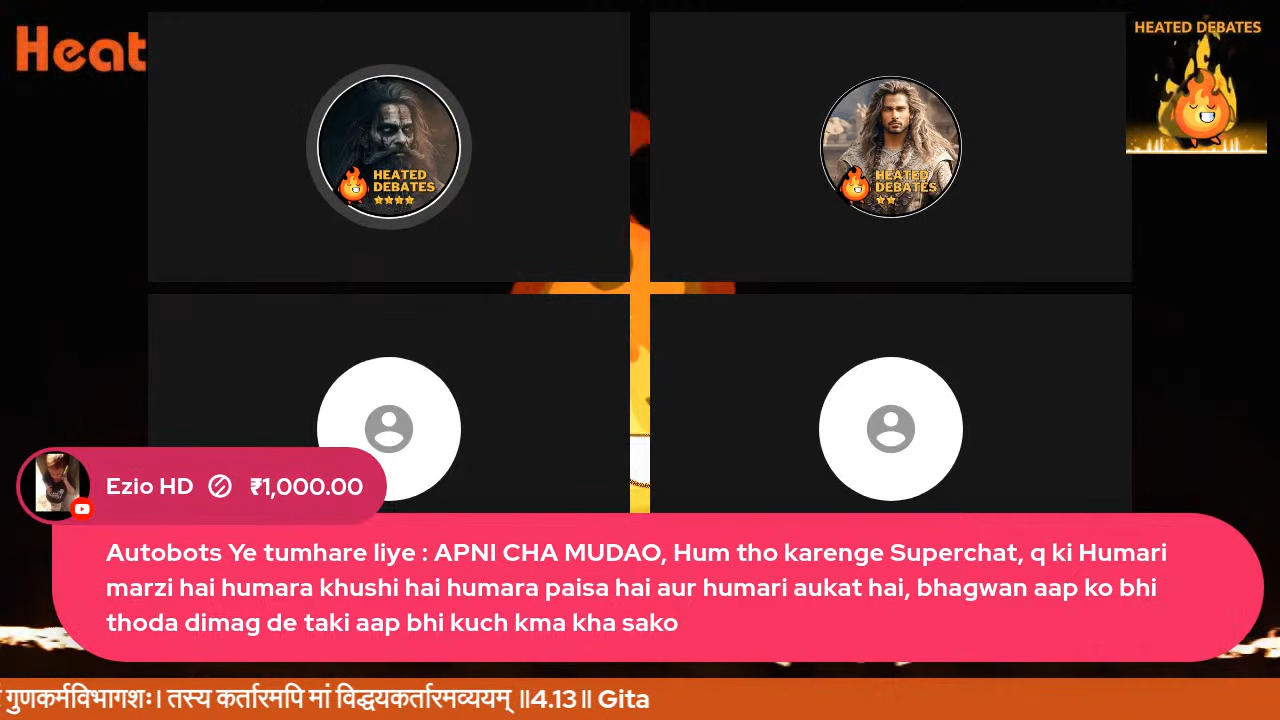 Heat
HEATED DEBATES
HEATED
DEBATES
HEATED
DEBATES
Ezio HD ₹1,000.00
Autobots Ye tumhare liye : APNI CHA MUDAO, Hum tho karenge Superchat, q ki Humari
marzi hai humara khushi hai humara paisa hai aur humari aukat hai, bhagwan aap ko bhi
thoda dimag de taki aap bhi kuch kma kha sako
गुणकर्मविभागशः। तस्य कर्तारमपि मां विद्धयकर्तारमव्ययम् ॥4.13॥ Gita